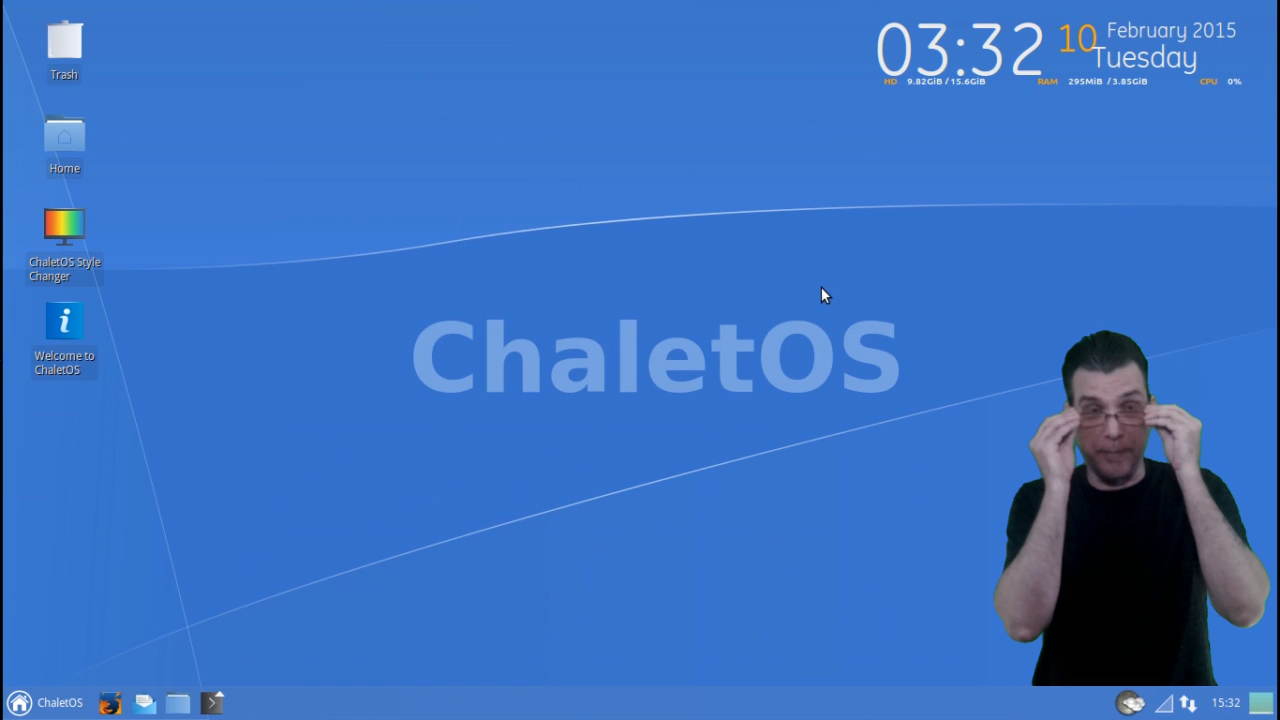 Trash
Home
ChaletOS Style
Changer
Welcome to
ChaletOS
03:32
10
February 2015
Tuesday
HD 9.82GiB / 15.6GiB RAM 295MiB / 3.85GiB CPU 0%
ChaletOS
ChaletOS
15:32